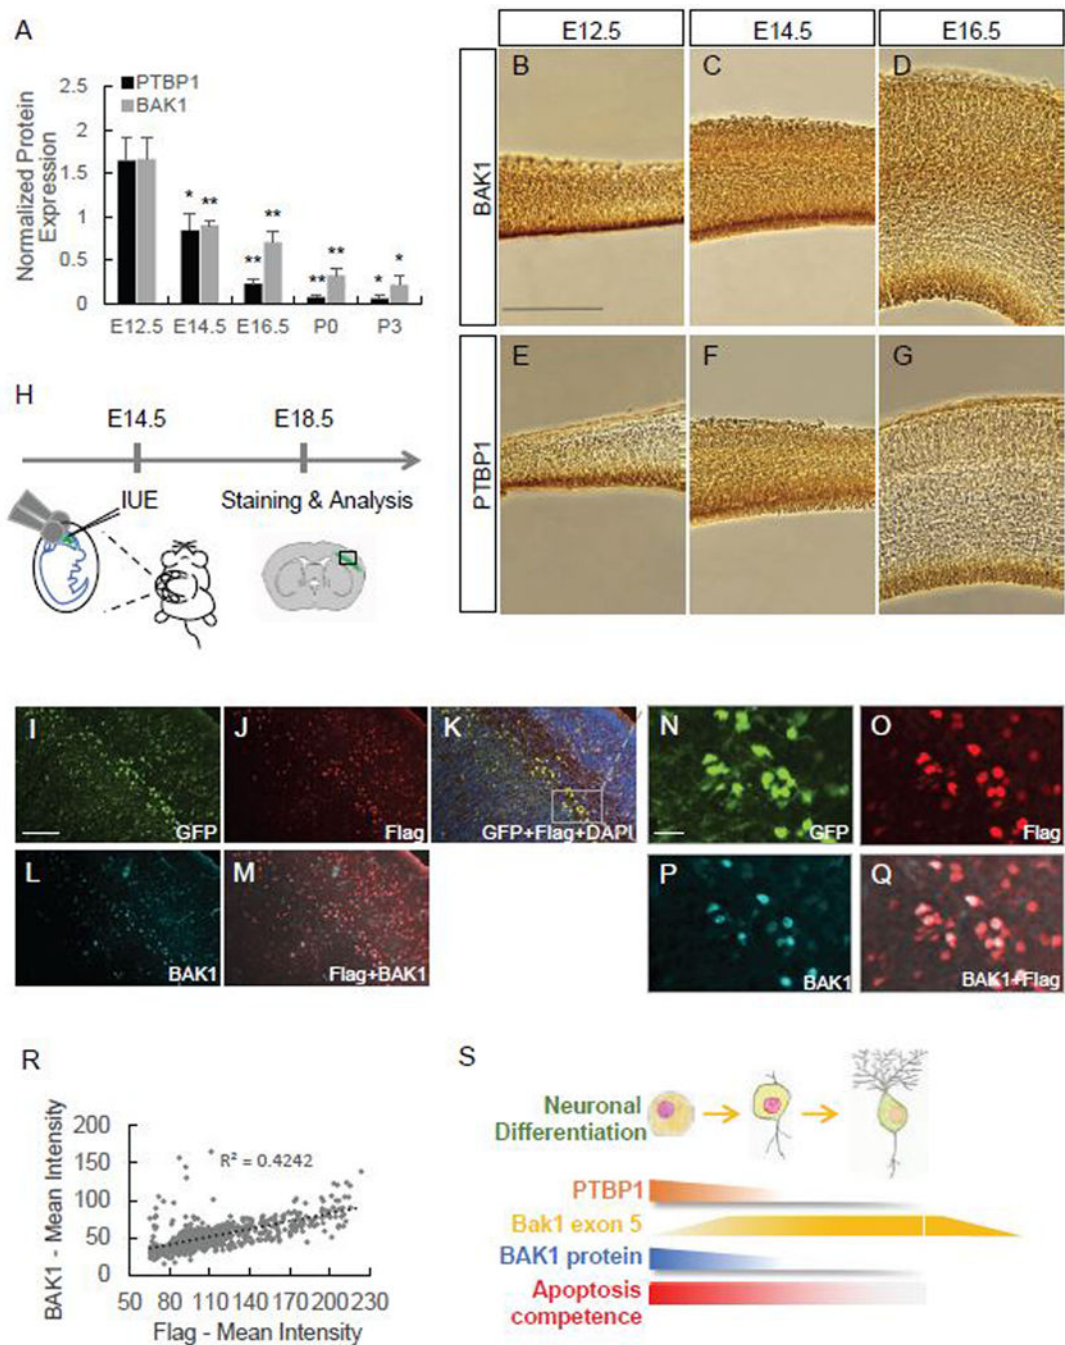 A
PTBP1
BAK1
Normalized Protein
Expression
2.5
2
1.5
1
0.5
0
*
**
**
**
**
**
*
*
E12.5 E14.5 E16.5 P0 P3
E12.5 E14.5 E16.5
BAK1
B C D
PTBP1
E F G
H
E14.5 E18.5
IUE Staining & Analysis
I J K
GFP Flag GFP+Flag+DAPI
L M
BAK1 Flag+BAK1
N O
GFP Flag
P Q
BAK1 BAK1+Flag
R
BAK1 - Mean Intensity
200
150
100
50
0
R² = 0.4242
50 80 110 140 170 200 230
Flag - Mean Intensity
S
Neuronal
Differentiation
PTBP1
Bak1 exon 5
BAK1 protein
Apoptosis
competence